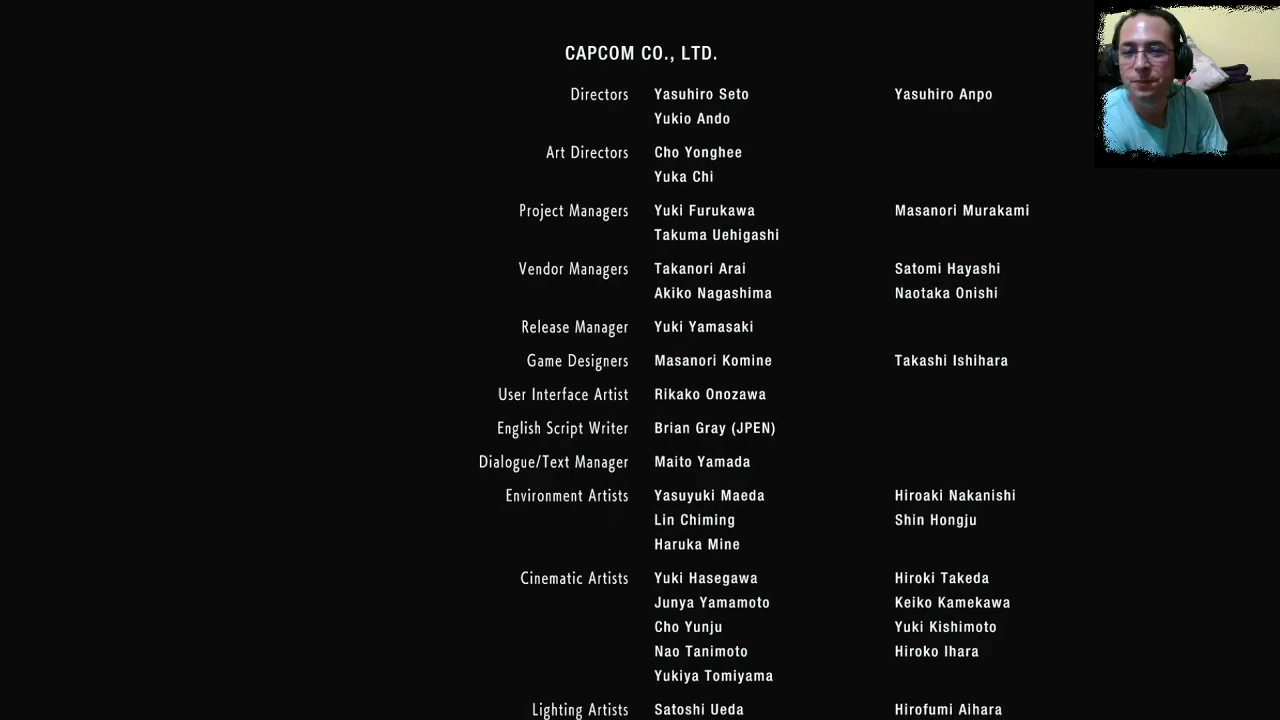 CAPCOM CO., LTD.
Directors Yasuhiro Seto Yasuhiro Anpo
Yukio Ando
Art Directors Cho Yonghee
Yuka Chi
Project Managers Yuki Furukawa Masanori Murakami
Takuma Uehigashi
Vendor Managers Takanori Arai Satomi Hayashi
Akiko Nagashima Naotaka Onishi
Release Manager Yuki Yamasaki
Game Designers Masanori Komine Takashi Ishihara
User Interface Artist Rikako Onozawa
English Script Writer Brian Gray (JPEN)
Dialogue/Text Manager Maito Yamada
Environment Artists Yasuyuki Maeda Hiroaki Nakanishi
Lin Chiming Shin Hongju
Haruka Mine
Cinematic Artists Yuki Hasegawa Hiroki Takeda
Junya Yamamoto Keiko Kamekawa
Cho Yunju Yuki Kishimoto
Nao Tanimoto Hiroko Ihara
Yukiya Tomiyama
Lighting Artists Satoshi Ueda Hirofumi Aihara